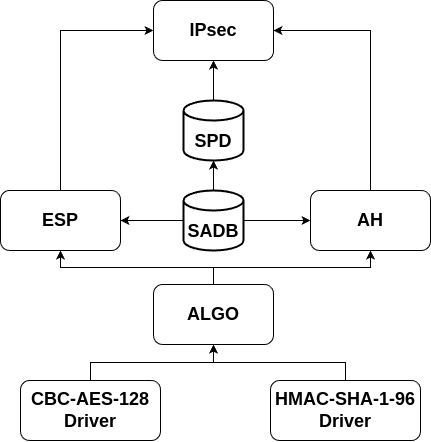 IPsec
SPD
ESP
SADB
AH
ALGO
CBC-AES-128
Driver
HMAC-SHA-1-96
Driver